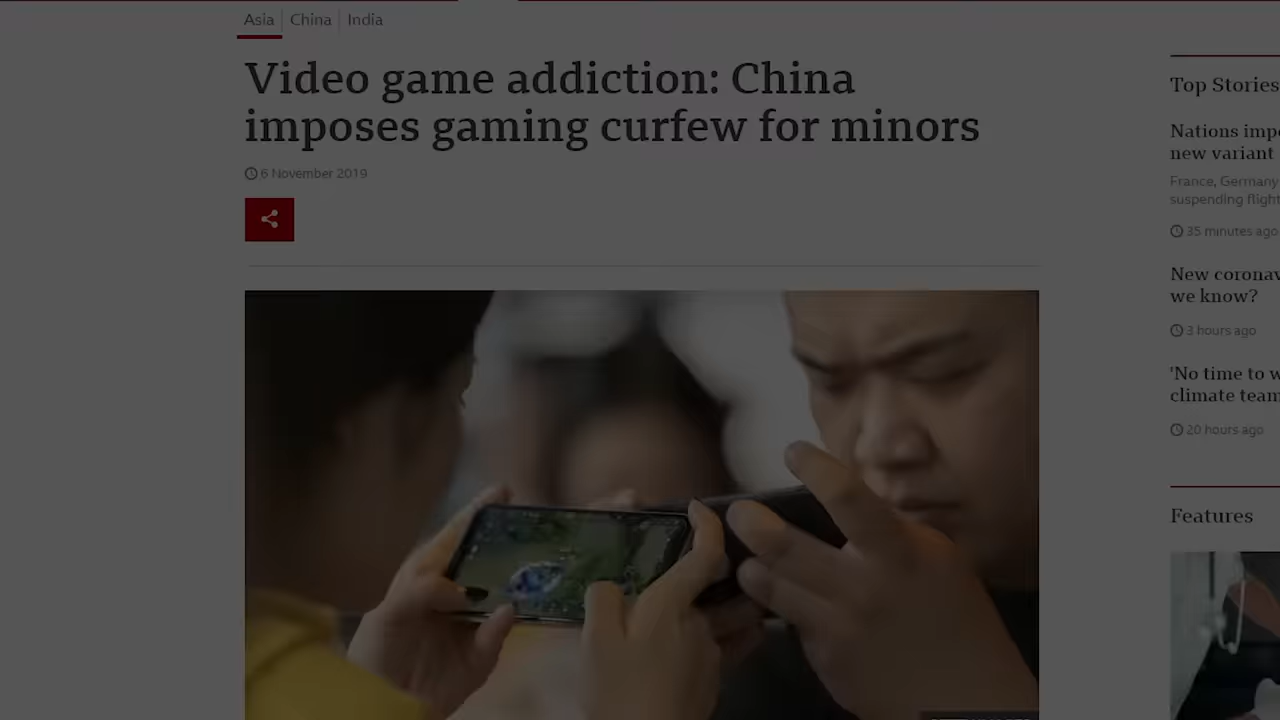 Asia China India
Video game addiction: China
imposes gaming curfew for minors
6 November 2019
Top Stories
Nations imp
new variant
France, Germany
suspending flight
35 minutes ago
New coronav
we know?
3 hours ago
'No time to w
climate team
20 hours ago
Features